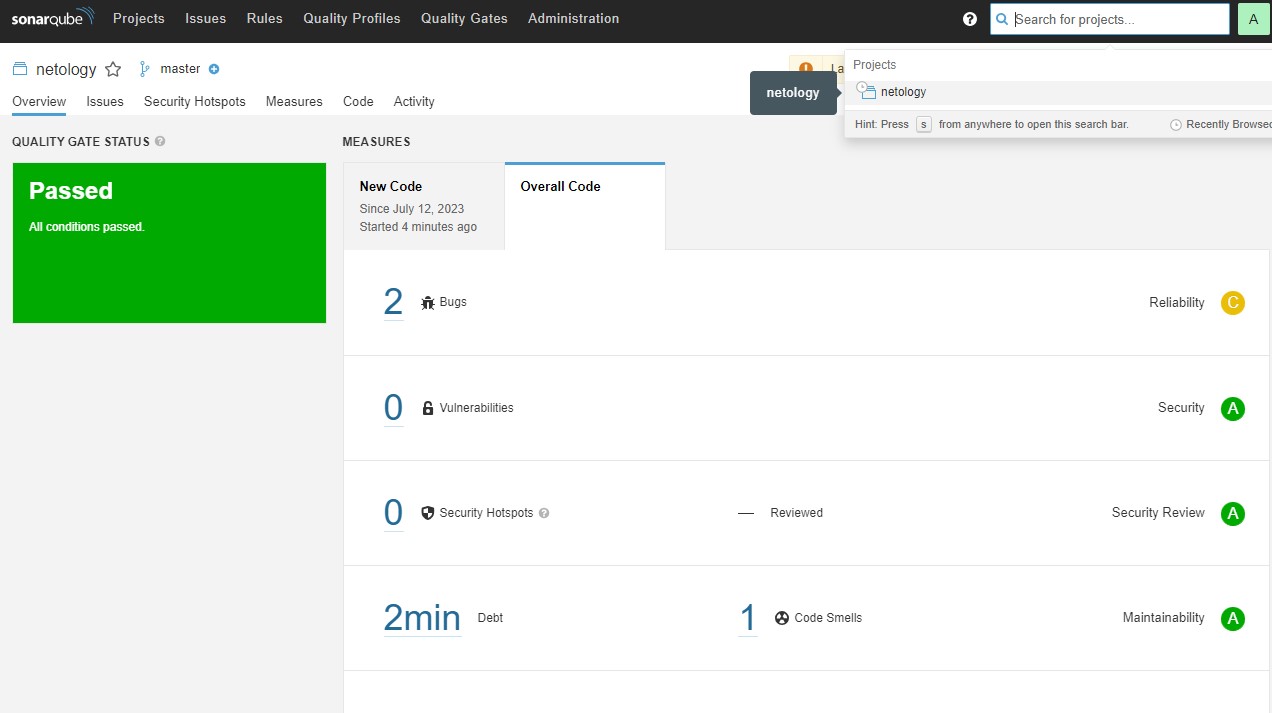 sonarqube Projects Issues Rules Quality Profiles Quality Gates Administration ? Search for projects... A
netology master
La
Projects
netology
netology
Hint: Press s from anywhere to open this search bar. Recently Browsed
Overview Issues Security Hotspots Measures Code Activity
QUALITY GATE STATUS ?
Passed
All conditions passed.
MEASURES
New Code
Since July 12, 2023
Started 4 minutes ago
Overall Code
2 Bugs Reliability C
0 Vulnerabilities Security A
0 Security Hotspots ? — Reviewed Security Review A
2min Debt 1 Code Smells Maintainability A